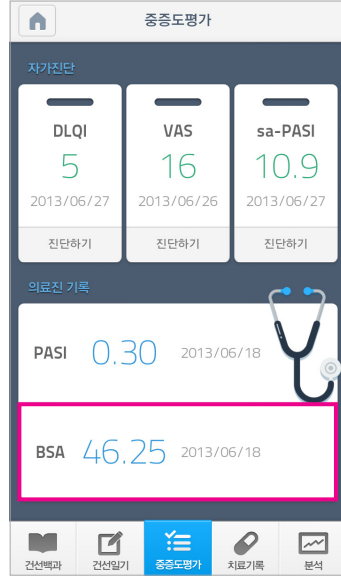 중증도평가
자가진단
DLQI VAS sa-PASI
5 16 10.9
2013/06/27 2013/06/26 2013/06/27
진단하기 진단하기 진단하기
의료진 기록
PASI 0.30 2013/06/18
BSA 46.25 2013/06/18
건선백과 건선일기 중증도평가 치료기록 분석